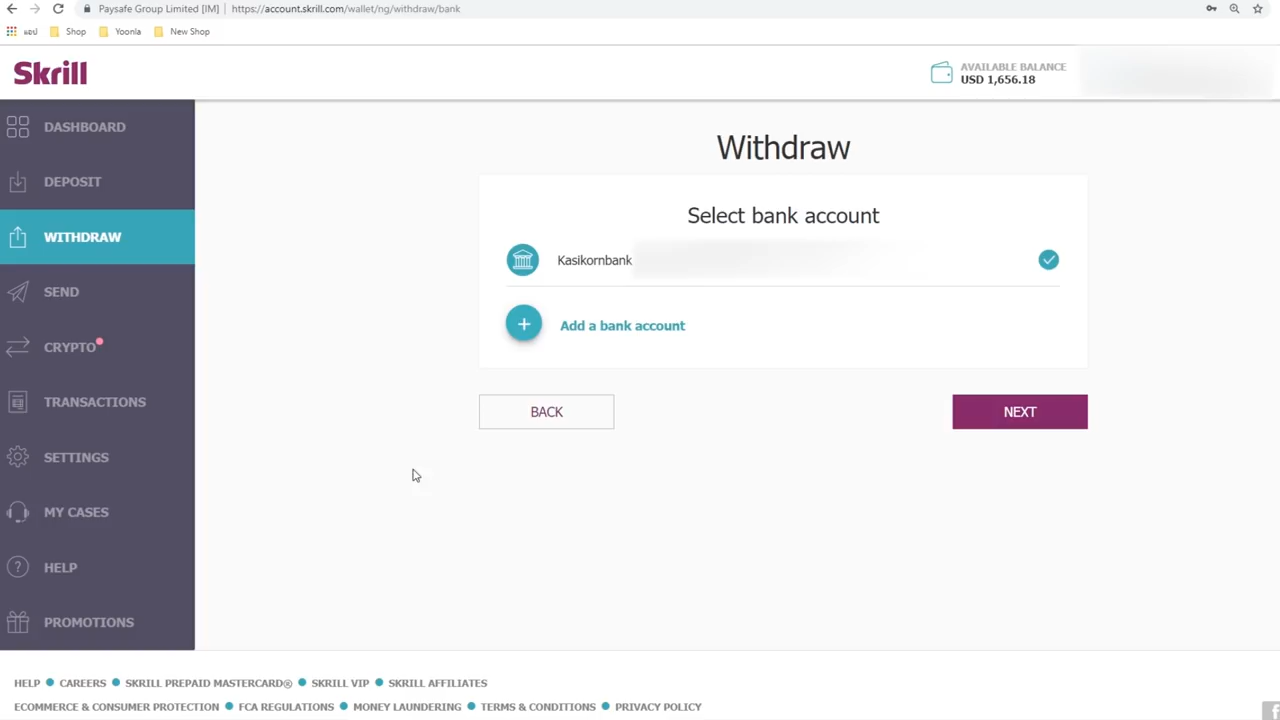 Paysafe Group Limited [IM] | https://account.skrill.com/wallet/ng/withdraw/bank
แอป Shop Yoonla New Shop
Skrill
AVAILABLE BALANCE
USD 1,656.18
DASHBOARD
DEPOSIT
WITHDRAW
SEND
CRYPTO
TRANSACTIONS
SETTINGS
MY CASES
HELP
PROMOTIONS
Withdraw
Select bank account
Kasikornbank
Add a bank account
BACK NEXT
HELP CAREERS SKRILL PREPAID MASTERCARD® SKRILL VIP SKRILL AFFILIATES
ECOMMERCE & CONSUMER PROTECTION FCA REGULATIONS MONEY LAUNDERING TERMS & CONDITIONS PRIVACY POLICY